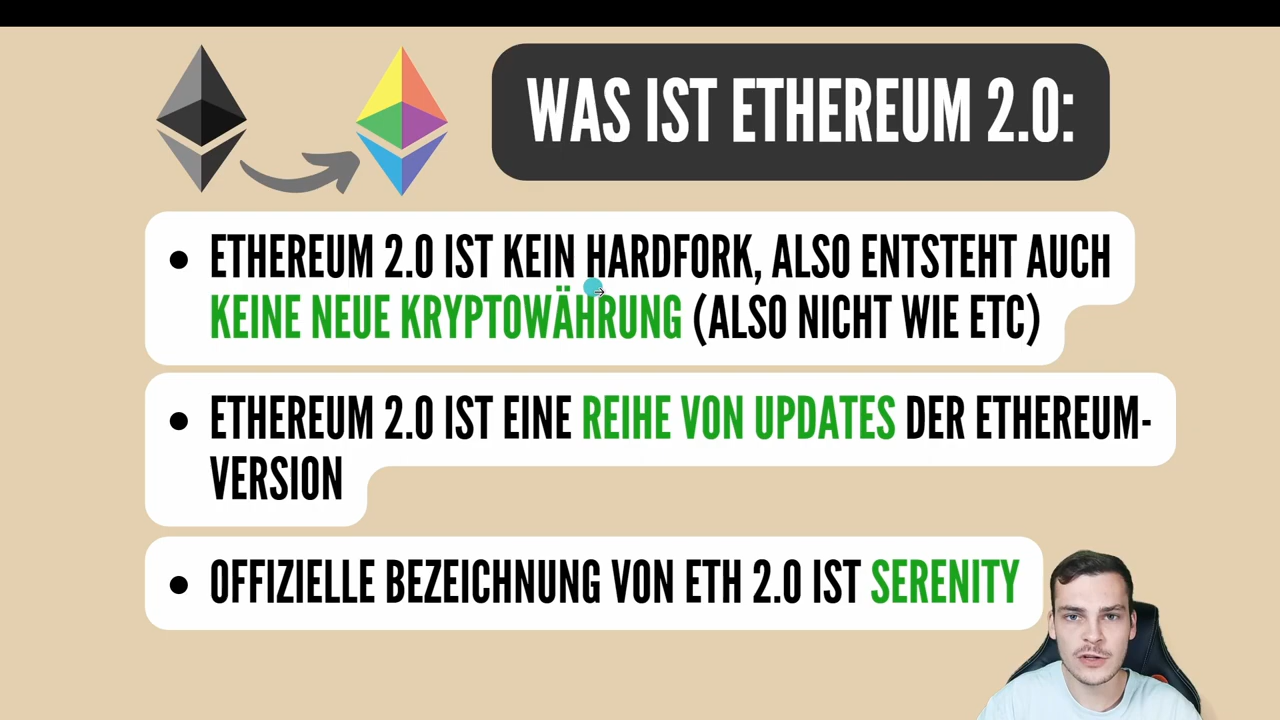 WAS IST ETHEREUM 2.0:
• ETHEREUM 2.0 IST KEIN HARDFORK, ALSO ENTSTEHT AUCH
KEINE NEUE KRYPTOWÄHRUNG (ALSO NICHT WIE ETC)
• ETHEREUM 2.0 IST EINE REIHE VON UPDATES DER ETHEREUM-
VERSION
• OFFIZIELLE BEZEICHNUNG VON ETH 2.0 IST SERENITY